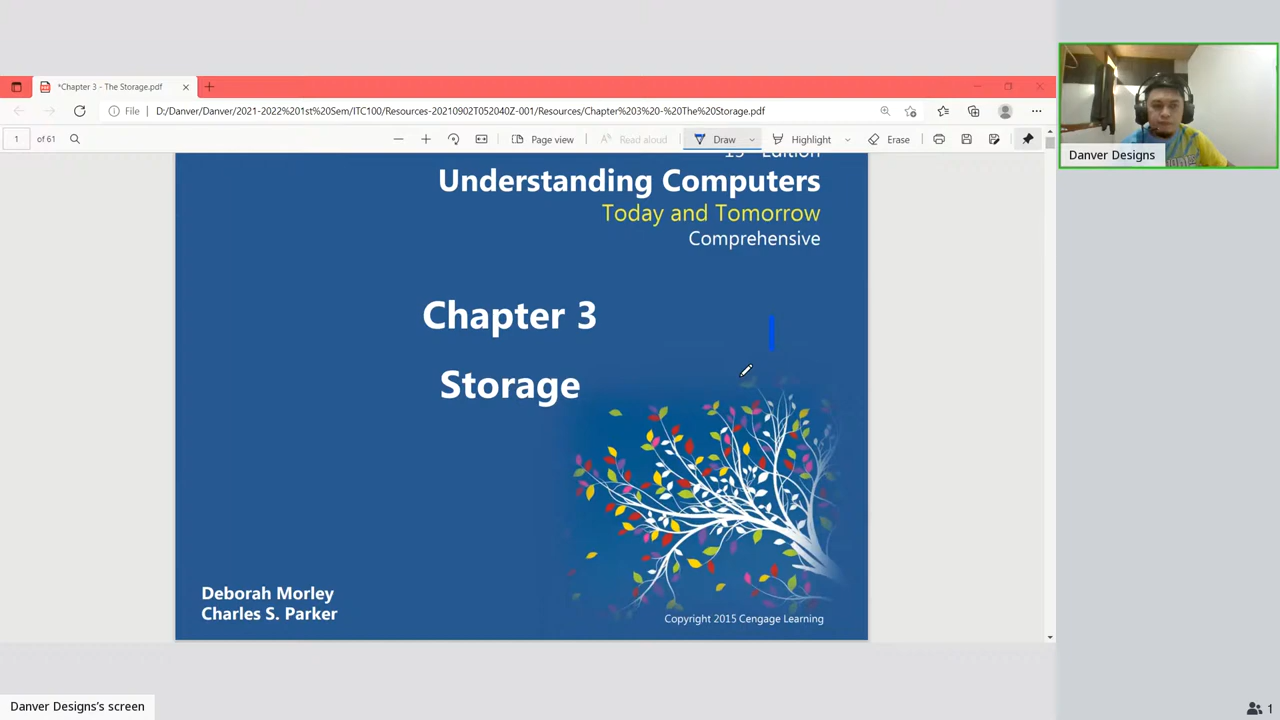 *Chapter 3 - The Storage.pdf
File D:/Danver/Danver/2021-2022%201st%20Sem/ITC100/Resources-20210902T052040Z-001/Resources/Chapter%203%20-%20The%20Storage.pdf
1 of 61 Page view Read aloud Draw Highlight Erase
15 Edition
Understanding Computers
Today and Tomorrow
Comprehensive
Chapter 3
Storage
Deborah Morley
Charles S. Parker
Copyright 2015 Cengage Learning
Danver Designs
Danver Designs's screen
1